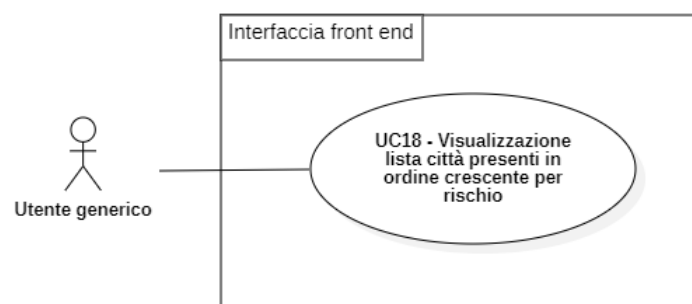 Interfaccia front end
UC18 - Visualizzazione
lista città presenti in
ordine crescente per
rischio
Utente generico